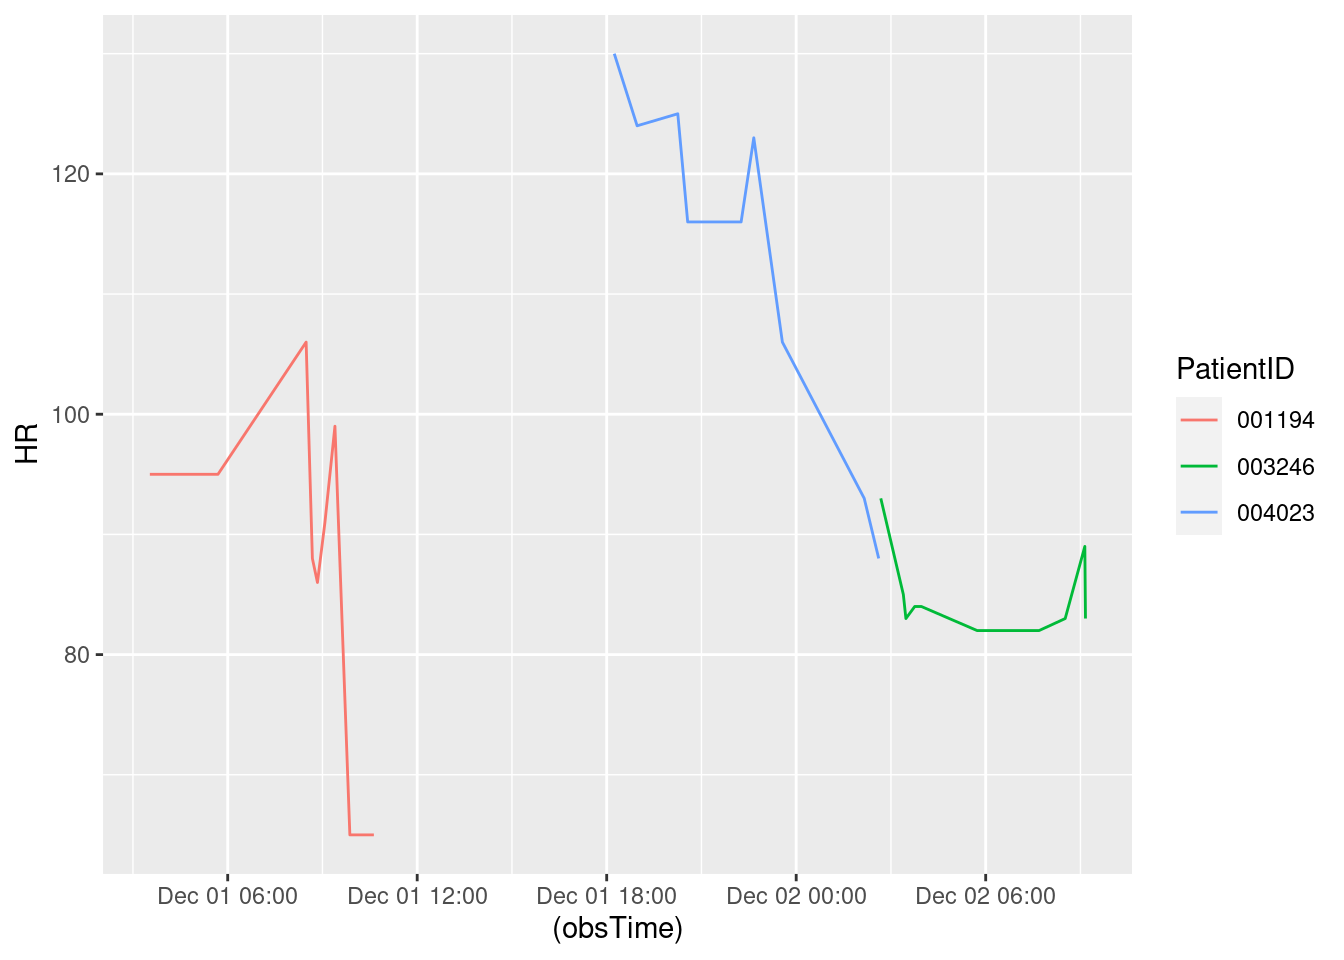 HR
120
100
80
Dec 01 06:00
Dec 01 12:00
Dec 01 18:00
Dec 02 00:00
Dec 02 06:00
(obsTime)
PatientID
001194
003246
004023